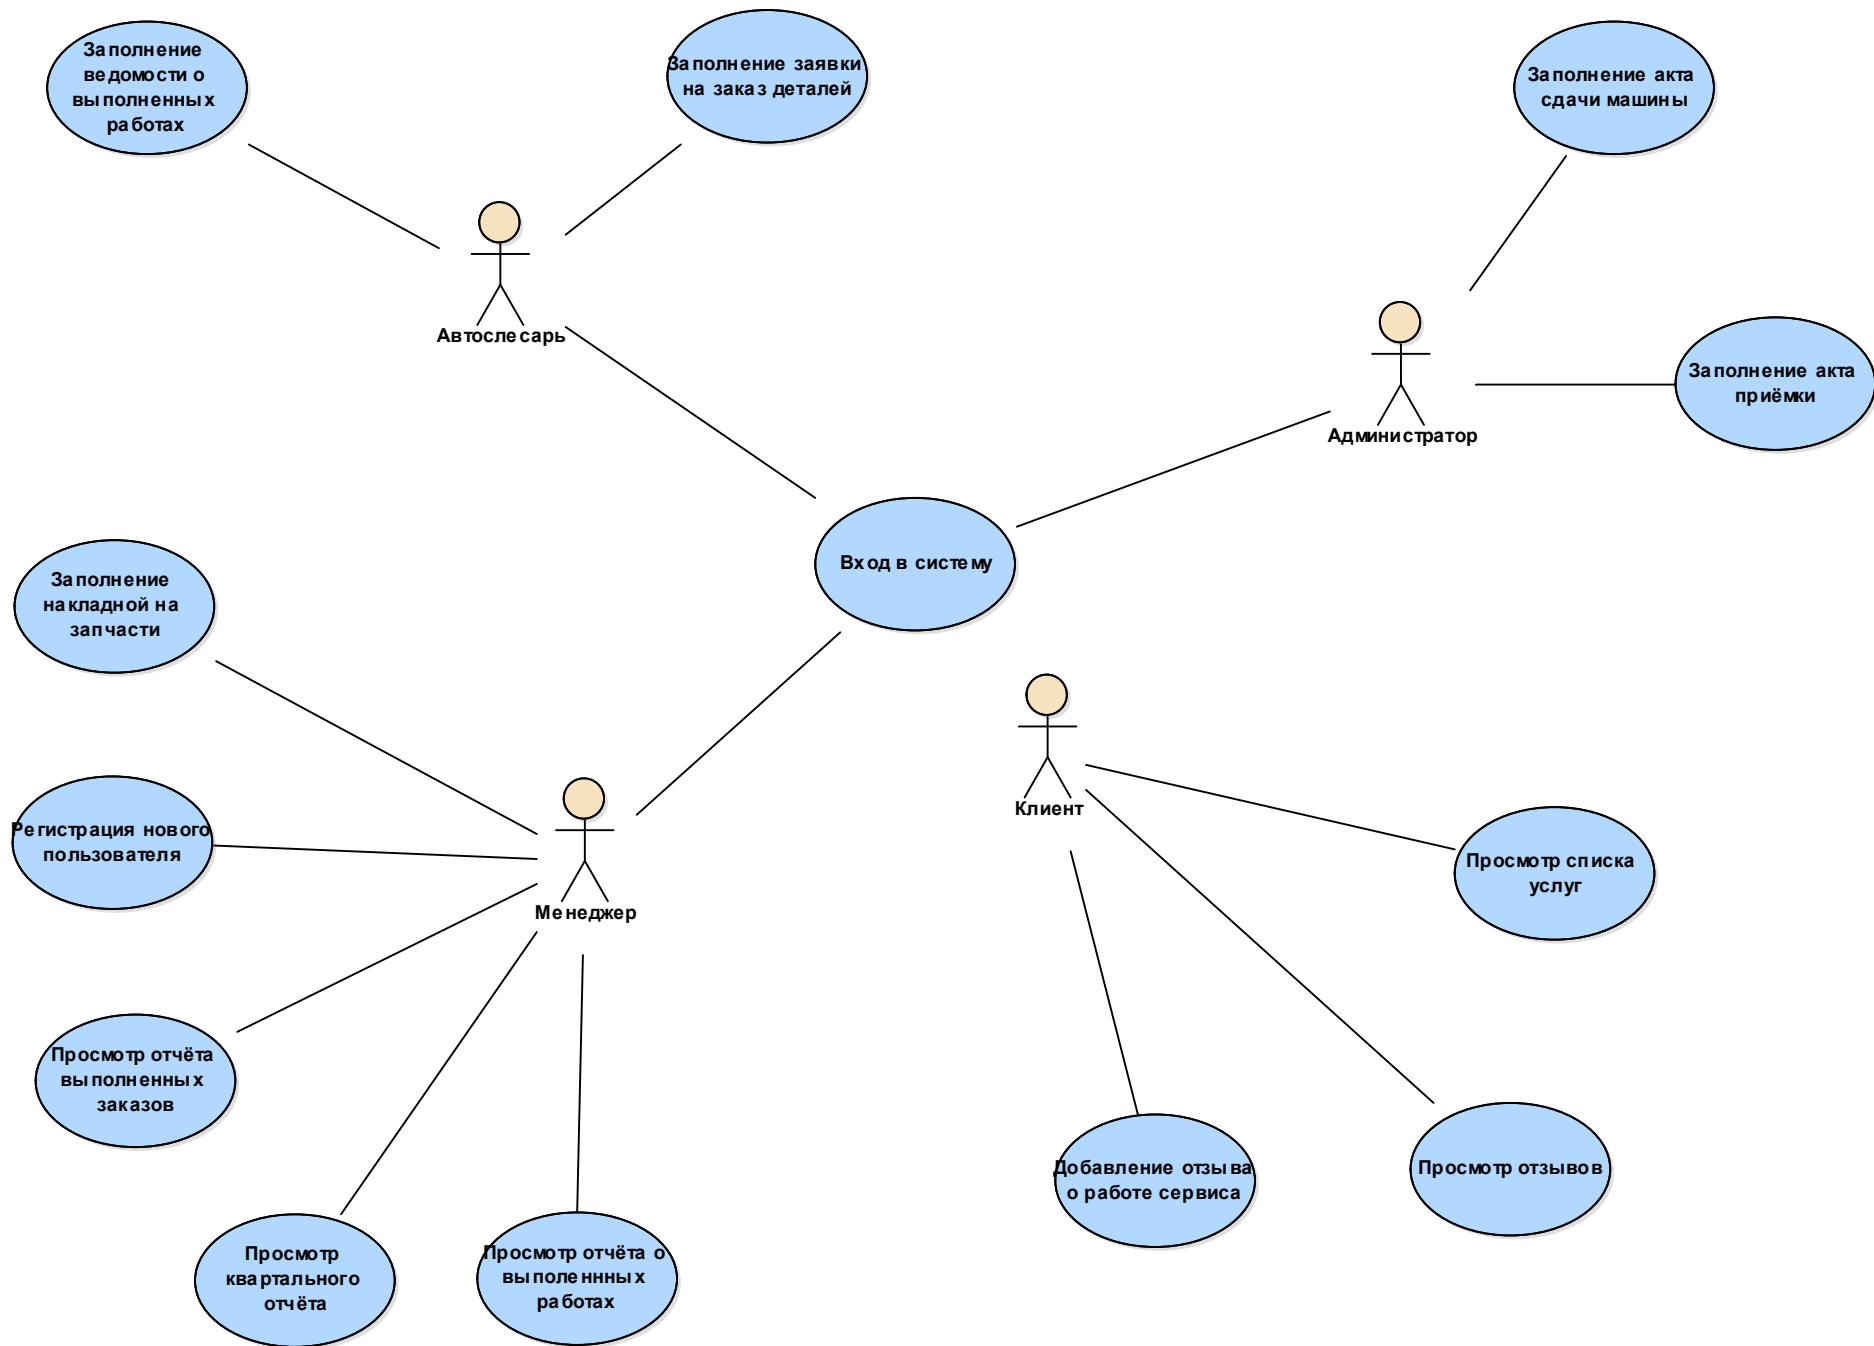 Заполнение
ведомости о
выполненных
работах
Заполнение заявки
на заказ деталей
Заполнение акта
сдачи машины
Автослесарь
Заполнение акта
приёмки
Администратор
Вход в систему
Заполнение
накладной на
запчасти
Клиент
Регистрация нового
пользователя
Менеджер
Просмотр списка
услуг
Просмотр отчёта
выполненных
заказов
Добавление отзыва
о работе сервиса
Просмотр отзывов
Просмотр
квартального
отчёта
Просмотр отчёта о
выполеннных
работах